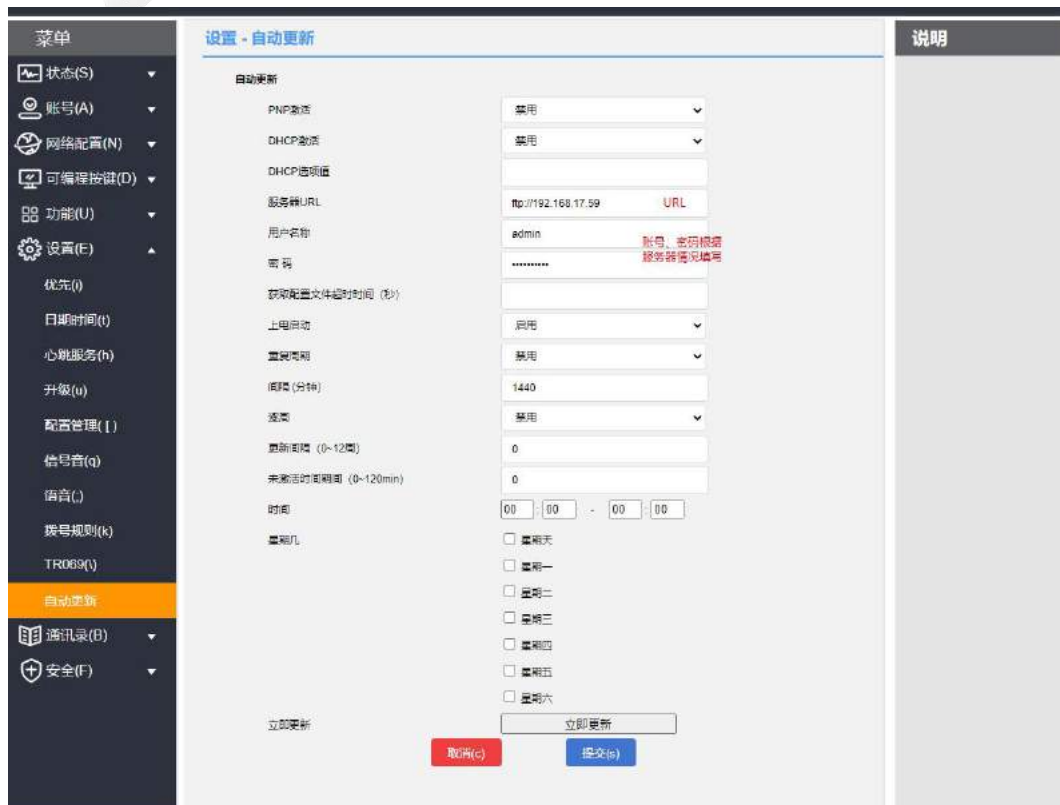 菜单
状态(S)
账号(A)
网络配置(N)
可编程按键(D)
功能(U)
设置(E)
优先(i)
日期时间(t)
心跳服务(h)
升级(u)
配置管理([)
信号音(q)
语音(;)
拨号规则(k)
TR069(\)
自动更新
通讯录(B)
安全(F)
设置 - 自动更新
自动更新
PNP激活 禁用
DHCP激活 禁用
DHCP选项值
服务器URL ftp://192.168.17.59 URL
用户名称 admin
账号、密码根据
服务器情况填写
密 码 ••••••••••
获取配置文件超时时间 (秒)
上电启动 启用
重复周期 禁用
间隔 (分钟) 1440
逐周 禁用
更新间隔 (0~12周) 0
未激活时间期间 (0~120min) 0
时间 00 : 00 - 00 : 00
星期几 星期天
星期一
星期二
星期三
星期四
星期五
星期六
立即更新 立即更新
取消(c) 提交(s)
说明